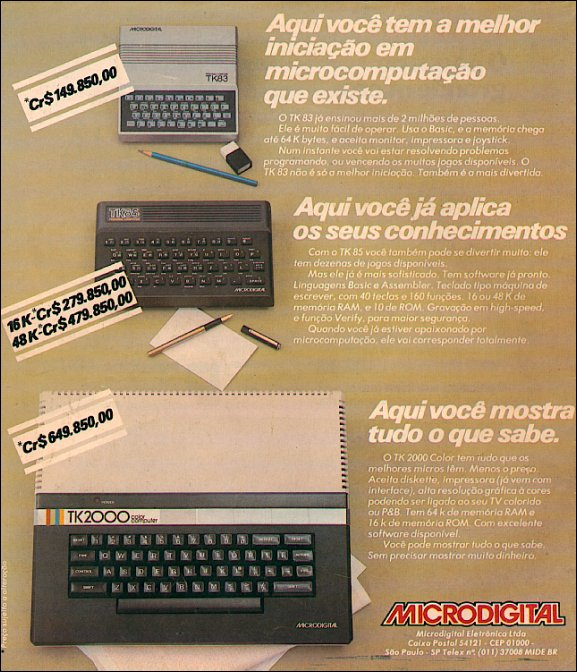 MICRODIGITAL
TK83
*Cr$ 149.850,00
Aqui você tem a melhor
iniciação em
microcomputação
que existe.
O TK 83 já ensinou mais de 2 milhões de pessoas.
Ele é muito fácil de operar. Usa o Basic, e a memória chega
até 64 K bytes, e aceita monitor, impressora e joystick.
Num instante você vai estar resolvendo problemas
programando, ou vencendo os muitos jogos disponíveis. O
TK 83 não é só a melhor iniciação. Também é a mais divertida.
TK85
MICRODIGITAL
16 K-*Cr$ 279.850,00
48 K-*Cr$ 479.850,00
Aqui você já aplica
os seus conhecimentos
Com o TK 85 você também pode se divertir muito: ele
tem dezenas de jogos disponíveis.
Mas ele já é mais sofisticado. Tem software já pronto.
Linguagens Basic e Assembler. Teclado tipo máquina de
escrever, com 40 teclas e 160 funções. 16 ou 48 K de
memória RAM, e 10 de ROM. Gravação em high-speed,
e função Verify, para maior segurança.
Quando você já estiver apaixonado por
microcomputação, ele vai corresponder totalmente.
*Cr$ 649.850,00
POWER
TK2000 color
computer
MICRODIGITAL
Aqui você mostra
tudo o que sabe.
O TK 2000 Color tem tudo que os
melhores micros têm. Menos o preço.
Aceita diskette, impressora (já vem com
interface), alta resolução gráfica à cores
podendo ser ligado ao seu TV colorido
ou P&B. Tem 64 k de memória RAM e
16 k de memória ROM. Com excelente
software disponível.
Você pode mostrar tudo o que sabe.
Sem precisar mostrar muito dinheiro.
MICRODIGITAL
Microdigital Eletrônica Ltda
Caixa Postal 54121 - CEP 01000 -
São Paulo - SP Telex nº (011) 37008 MIDE BR
*Preço sujeito a alteração